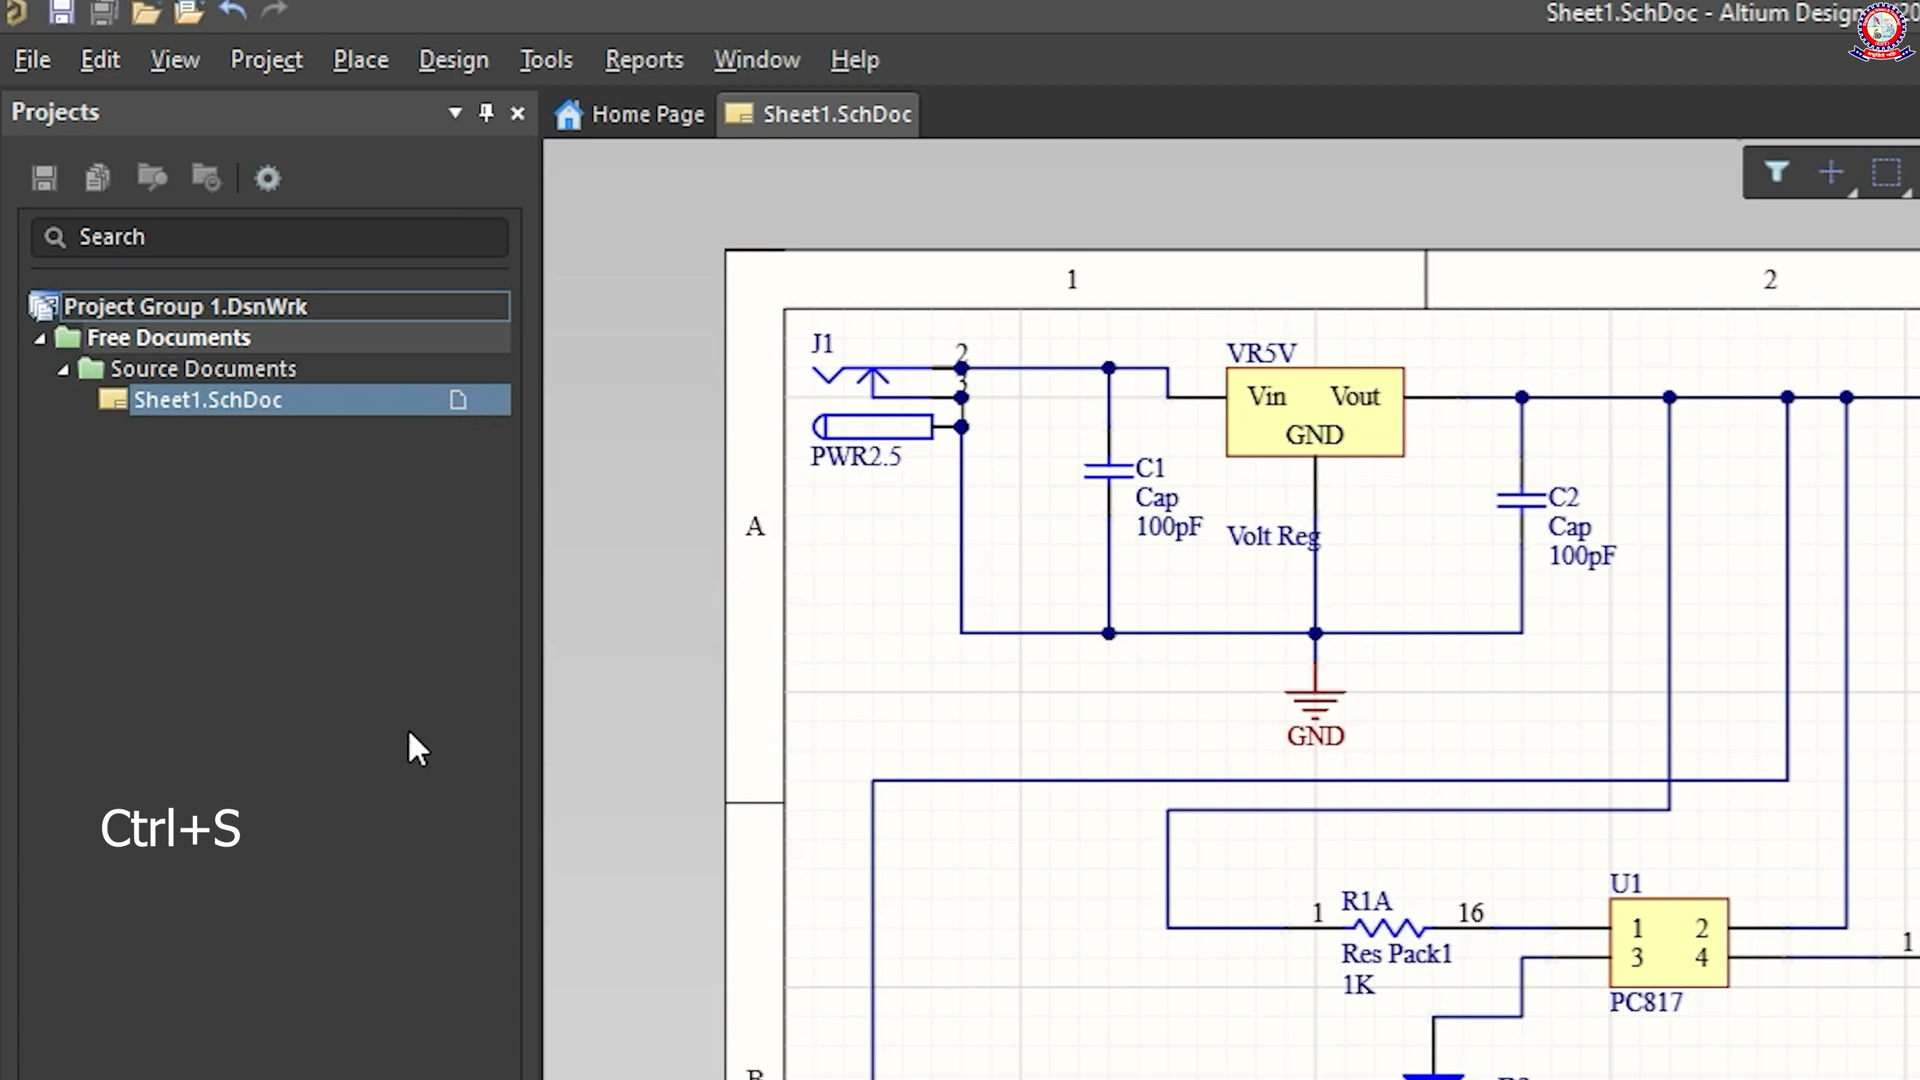 Sheet1.SchDoc - Altium Design
File Edit View Project Place Design Tools Reports Window Help
Projects
Home Page
Sheet1.SchDoc
Search
Project Group 1.DsnWrk
Free Documents
Source Documents
Sheet1.SchDoc
Ctrl+S
1
2
A
J1
2
3
PWR2.5
C1
Cap
100pF
VR5V
Vin Vout
GND
Volt Reg
C2
Cap
100pF
GND
1
R1A
16
Res Pack1
1K
U1
1 2
3 4
PC817
1